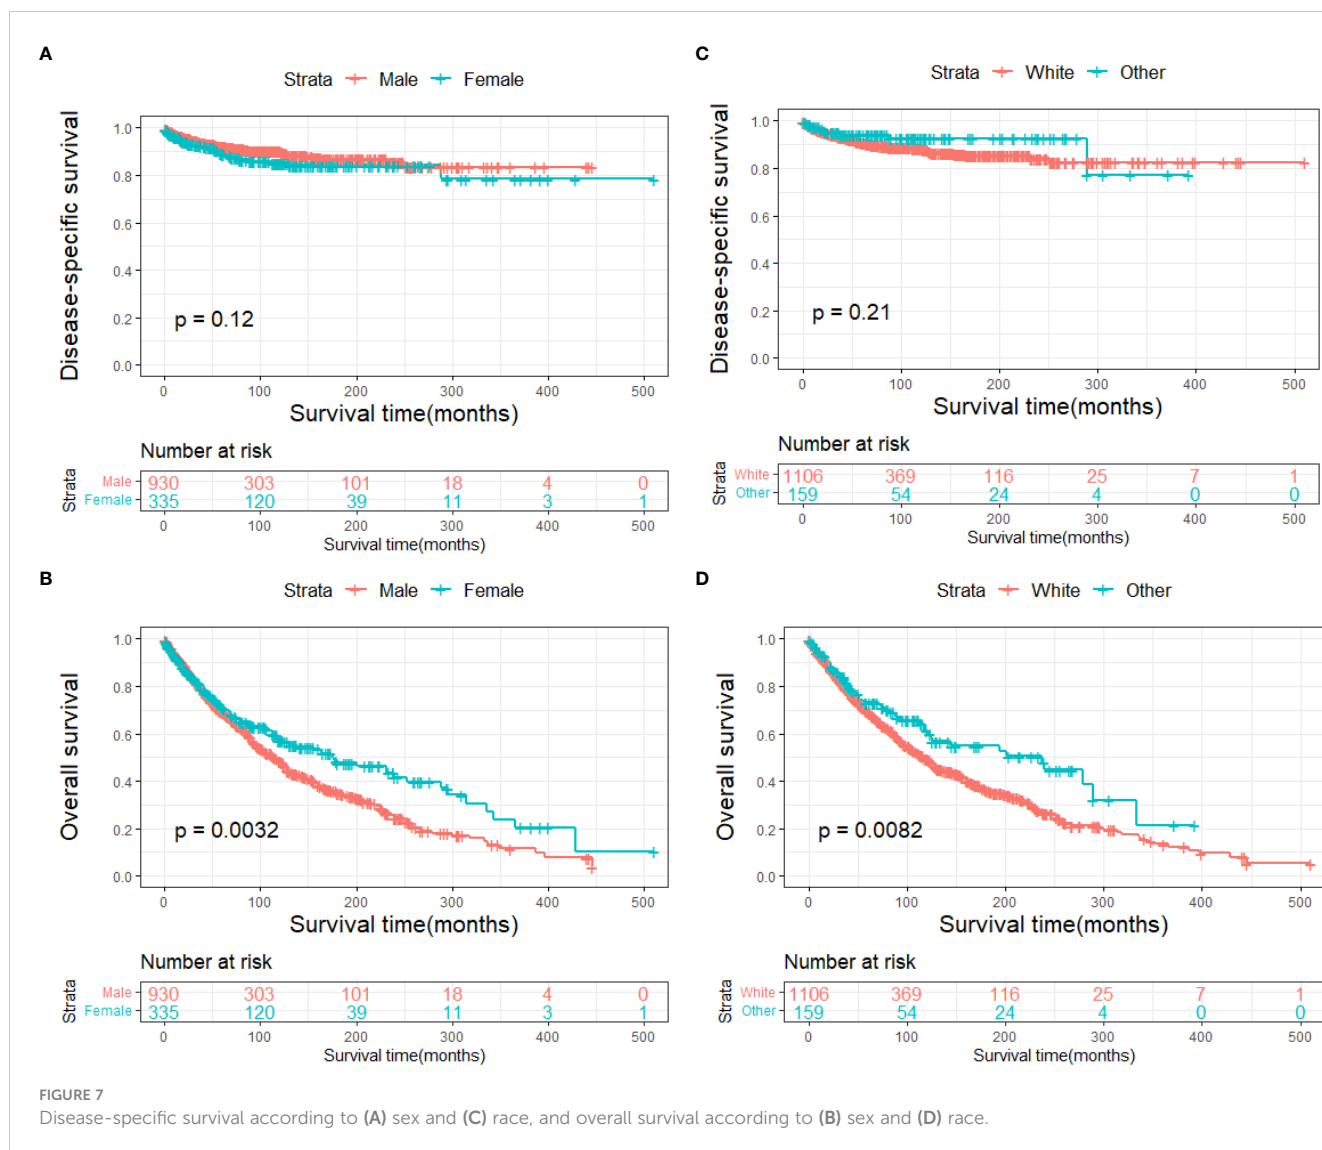 A
Strata Male Female
Disease-specific survival
1.0
0.8
0.6
0.4
0.2
0.0
p = 0.12
0 100 200 300 400 500
Survival time(months)
Number at risk
Strata
Male 930 303 101 18 4 0
Female 335 120 39 11 3 1
0 100 200 300 400 500
Survival time(months)
C
Strata White Other
Disease-specific survival
1.0
0.8
0.6
0.4
0.2
0.0
p = 0.21
0 100 200 300 400 500
Survival time(months)
Number at risk
Strata
White 1106 369 116 25 7 1
Other 159 54 24 4 0 0
0 100 200 300 400 500
Survival time(months)
B
Strata Male Female
Overall survival
1.0
0.8
0.6
0.4
0.2
0.0
p = 0.0032
0 100 200 300 400 500
Survival time(months)
Number at risk
Strata
Male 930 303 101 18 4 0
Female 335 120 39 11 3 1
0 100 200 300 400 500
Survival time(months)
D
Strata White Other
Overall survival
1.0
0.8
0.6
0.4
0.2
0.0
p = 0.0082
0 100 200 300 400 500
Survival time(months)
Number at risk
Strata
White 1106 369 116 25 7 1
Other 159 54 24 4 0 0
0 100 200 300 400 500
Survival time(months)
FIGURE 7
Disease-specific survival according to (A) sex and (C) race, and overall survival according to (B) sex and (D) race.